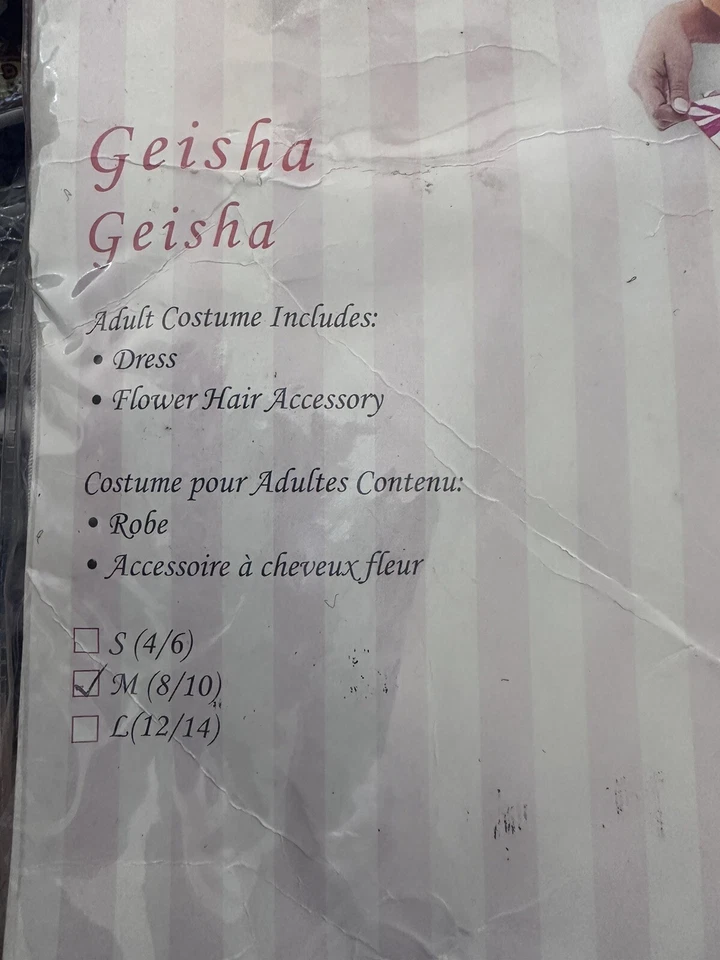 Geisha
Geisha
Adult Costume Includes:
• Dress
• Flower Hair Accessory
Costume pour Adultes Contenu:
• Robe
• Accessoire à cheveux fleur
S (4/6)
M (8/10)
L(12/14)